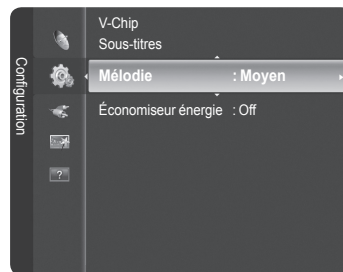 V-Chip
Sous-titres
Configuration
Mélodie : Moyen
Économiseur énergie : Off
?